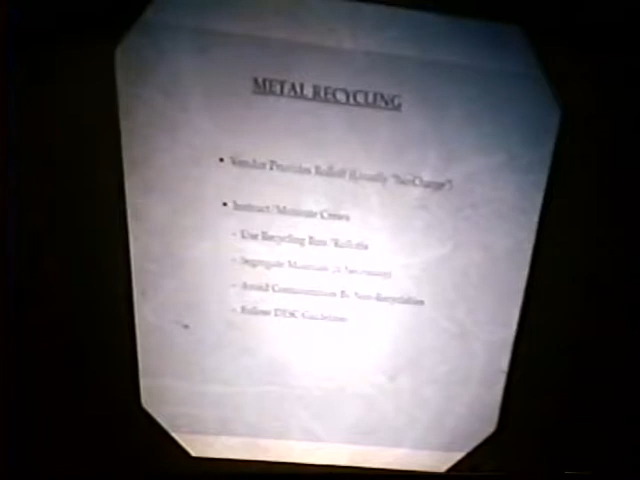 METAL RECYCLING
• Vendor Provides Rolloff (Usually "No Charge")
• Instruct/Motivate Crews
- Use Recycling Bins/Rolloffs
- Segregate Materials
- Avoid Contamination By Non-Recyclables
- Follow Guidelines